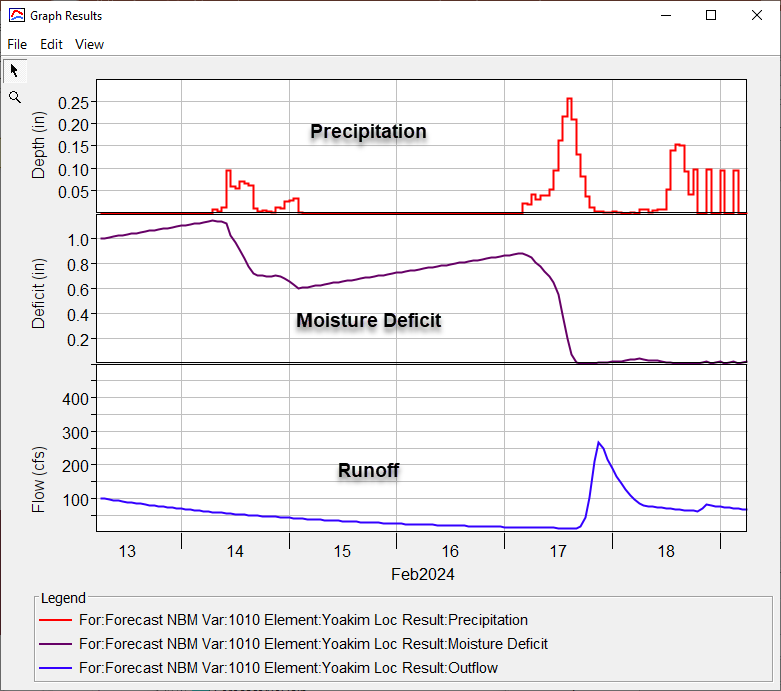 Graph Results
File Edit View
Precipitation
Depth (in)
0.25
0.20
0.15
0.10
0.05
Moisture Deficit
Deficit (in)
1.0
0.8
0.6
0.4
0.2
Runoff
Flow (cfs)
400
300
200
100
13 14 15 16 17 18
Feb2024
Legend
For:Forecast NBM Var:1010 Element:Yoakim Loc Result:Precipitation
For:Forecast NBM Var:1010 Element:Yoakim Loc Result:Moisture Deficit
For:Forecast NBM Var:1010 Element:Yoakim Loc Result:Outflow